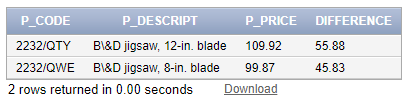 P_CODE P_DESCRIPT P_PRICE DIFFERENCE
2232/QTY B\&D jigsaw, 12-in. blade 109.92 55.88
2232/QWE B\&D jigsaw, 8-in. blade 99.87 45.83
2 rows returned in 0.00 seconds Download